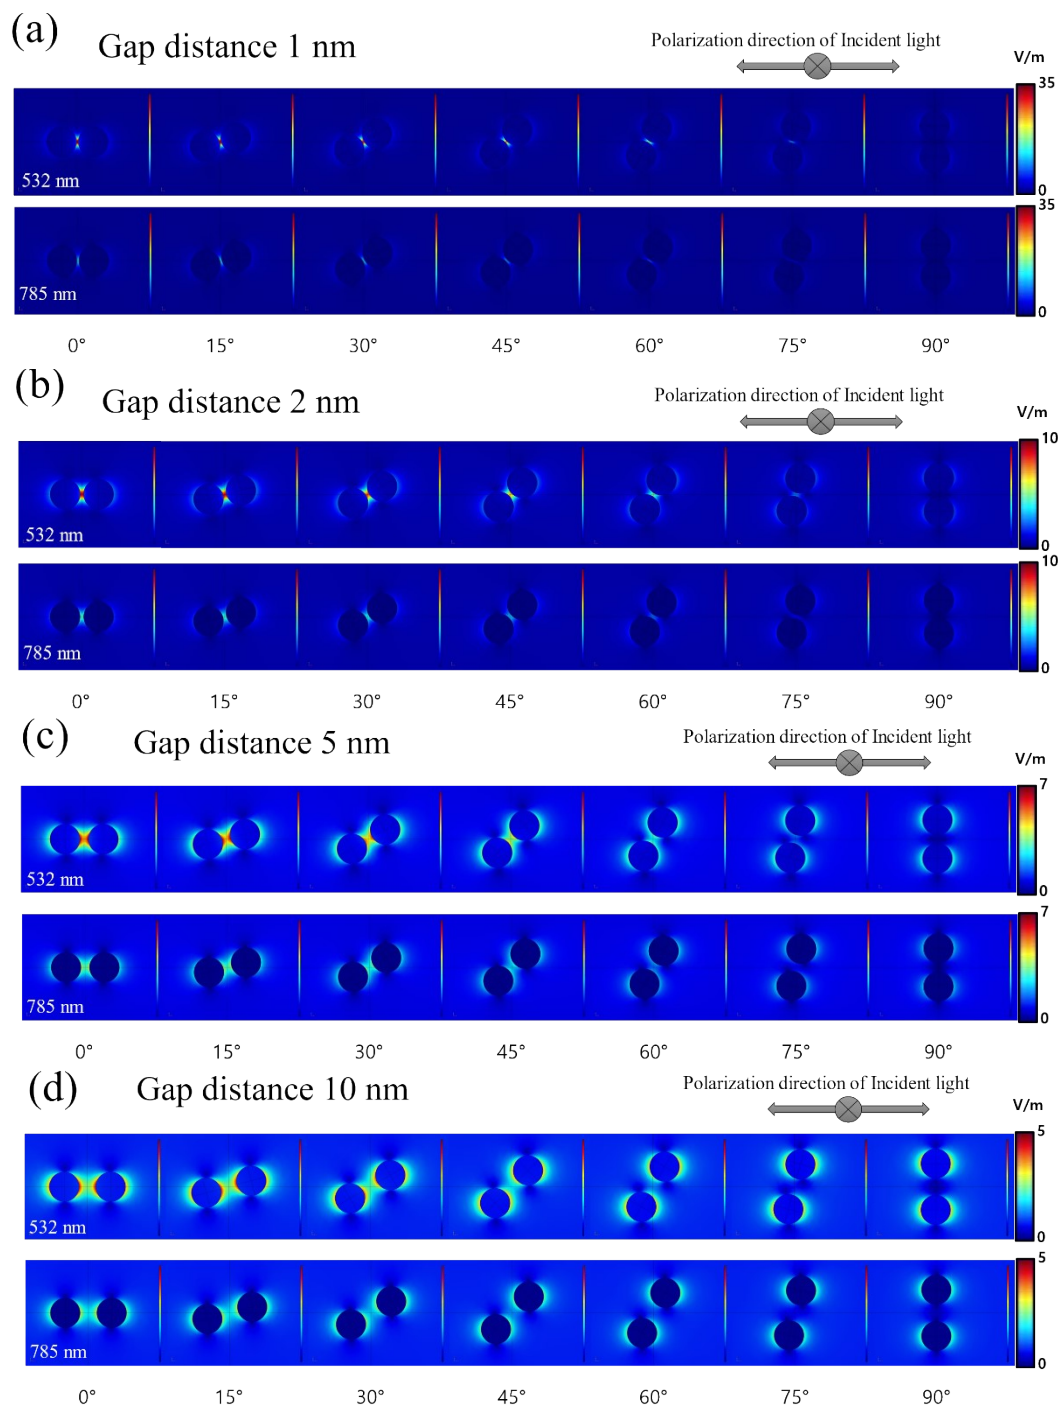 (a)
Gap distance 1 nm
Polarization direction of Incident light
V/m
35
532 nm
0
35
785 nm
0
0° 15° 30° 45° 60° 75° 90°
(b)
Gap distance 2 nm
Polarization direction of Incident light
V/m
10
532 nm
0
10
785 nm
0
0° 15° 30° 45° 60° 75° 90°
(c)
Gap distance 5 nm
Polarization direction of Incident light
V/m
7
532 nm
0
7
785 nm
0
0° 15° 30° 45° 60° 75° 90°
(d)
Gap distance 10 nm
Polarization direction of Incident light
V/m
5
532 nm
0
5
785 nm
0
0° 15° 30° 45° 60° 75° 90°